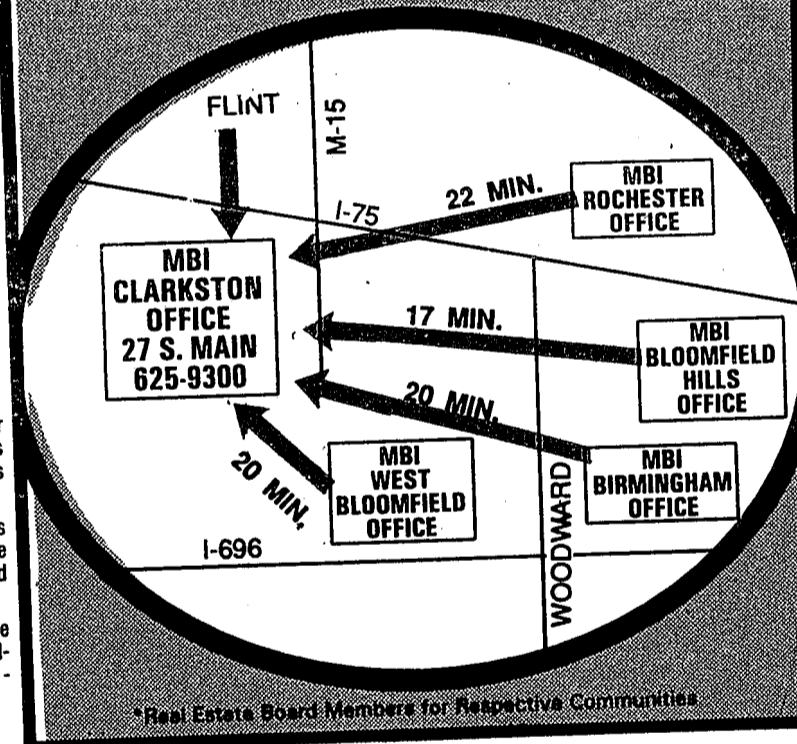 FLINT
M-15
I-75
22 MIN.
MBI
ROCHESTER
OFFICE
MBI
CLARKSTON
OFFICE
27 S. MAIN
625-9300
17 MIN.
MBI
BLOOMFIELD
HILLS
OFFICE
20 MIN.
MBI
BIRMINGHAM
OFFICE
20 MIN.
MBI
WEST
BLOOMFIELD
OFFICE
WOODWARD
I-696
*Real Estate Board Members for Respective Communities